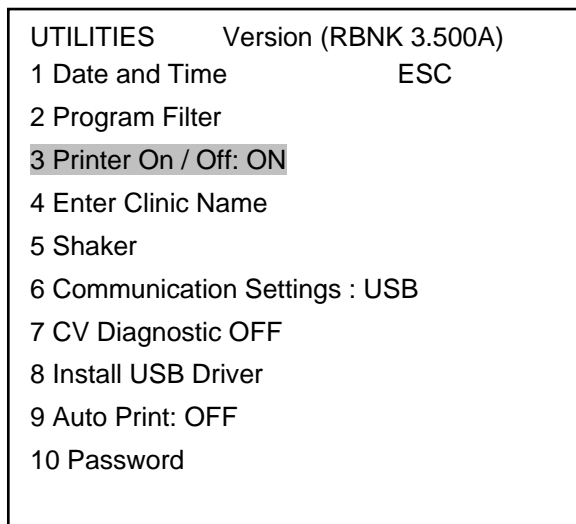 UTILITIES Version (RBNK 3.500A)
1 Date and Time ESC
2 Program Filter
3 Printer On / Off: ON
4 Enter Clinic Name
5 Shaker
6 Communication Settings : USB
7 CV Diagnostic OFF
8 Install USB Driver
9 Auto Print: OFF
10 Password